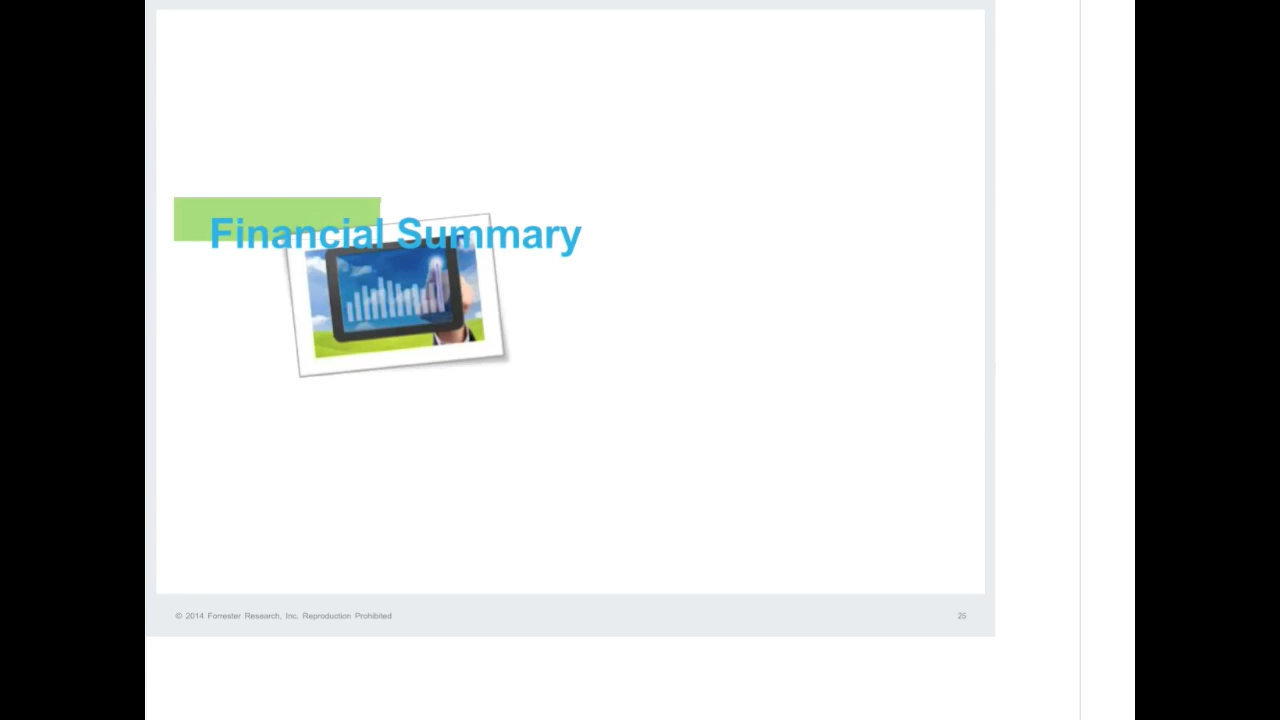 Financial Summary
© 2014 Forrester Research, Inc. Reproduction Prohibited
25